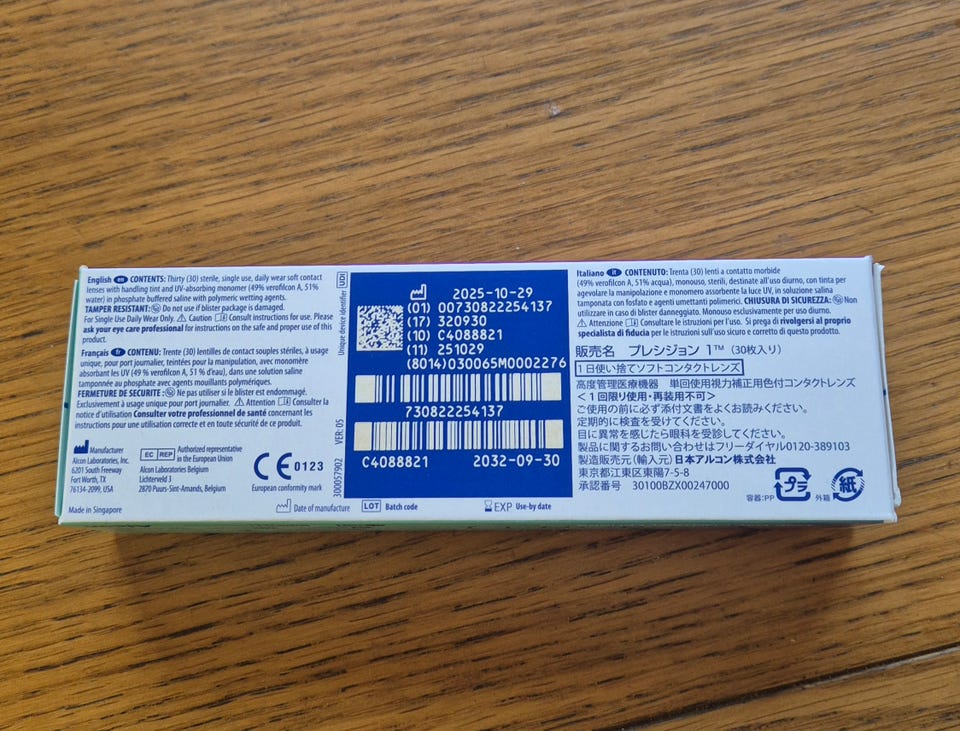 English en CONTENTS: Thirty (30) sterile, single use, daily wear soft contact
lenses with handling tint and UV-absorbing monomer (49% verofilcon A, 51%
water) in phosphate buffered saline with polymeric wetting agents.
TAMPER RESISTANT: Do not use if blister package is damaged.
For Single Use Daily Wear Only. Caution Consult instructions for use. Please
ask your eye care professional for instructions on the safe and proper use of this
product.
Français fr CONTENU: Trente (30) lentilles de contact souples stériles, à usage
unique, pour port journalier, teintées pour la manipulation, avec monomère
absorbant les UV (49 % verofilcon A, 51 % d'eau), dans une solution saline
tamponnée au phosphate avec agents mouillants polymériques.
FERMETURE DE SECURITE : Ne pas utiliser si le blister est endommagé.
Exclusivement à usage unique pour port journalier. Attention Consulter la
notice d'utilisation Consulter votre professionnel de santé concernant les
instructions pour une utilisation correcte et en toute sécurité de ce produit.
Manufacturer
Alcon Laboratories, Inc.
6201 South Freeway
Fort Worth, TX
76134-2099, USA
EC REP Authorized representative
in the European Union
Alcon Laboratories Belgium
Lichterveld 3
2870 Puurs-Sint-Amands, Belgium
CE 0123
European conformity mark
Made in Singapore
Date of manufacture
LOT Batch code
EXP Use-by date
Unique device identifier UDI
300057902 VER: 05
2025-10-29
(01) 00730822254137
(17) 320930
(10) C4088821
(11) 251029
(8014)030065M0002276
730822254137
C4088821 2032-09-30
Italiano it CONTENUTO: Trenta (30) lenti a contatto morbide
(49% verofilcon A, 51% acqua), monouso, sterili, destinate all'uso diurno, con tinta per
agevolare la manipolazione e monomero assorbente la luce UV, in soluzione salina
tamponata con fosfato e agenti umettanti polimerici. CHIUSURA DI SICUREZZA: Non
utilizzare in caso di blister danneggiato. Monouso esclusivamente per uso diurno.
Attenzione Consultare le istruzioni per l'uso. Si prega di rivolgersi al proprio
specialista di fiducia per le istruzioni sull'uso sicuro e corretto di questo prodotto.
販売名 プレシジョン 1™ (30枚入り)
1日使い捨てソフトコンタクトレンズ
高度管理医療機器 単回使用視力補正用色付コンタクトレンズ
<1回限り使用・再装用不可>
ご使用の前に必ず添付文書をよくお読みください。
定期的に検査を受けてください。
目に異常を感じたら眼科を受診してください。
製品に関するお問い合わせはフリーダイヤル0120-389103
製造販売元(輸入元) 日本アルコン株式会社
東京都江東区東陽7-5-8
承認番号 30100BZX00247000
容器:PP プラ 外箱 紙